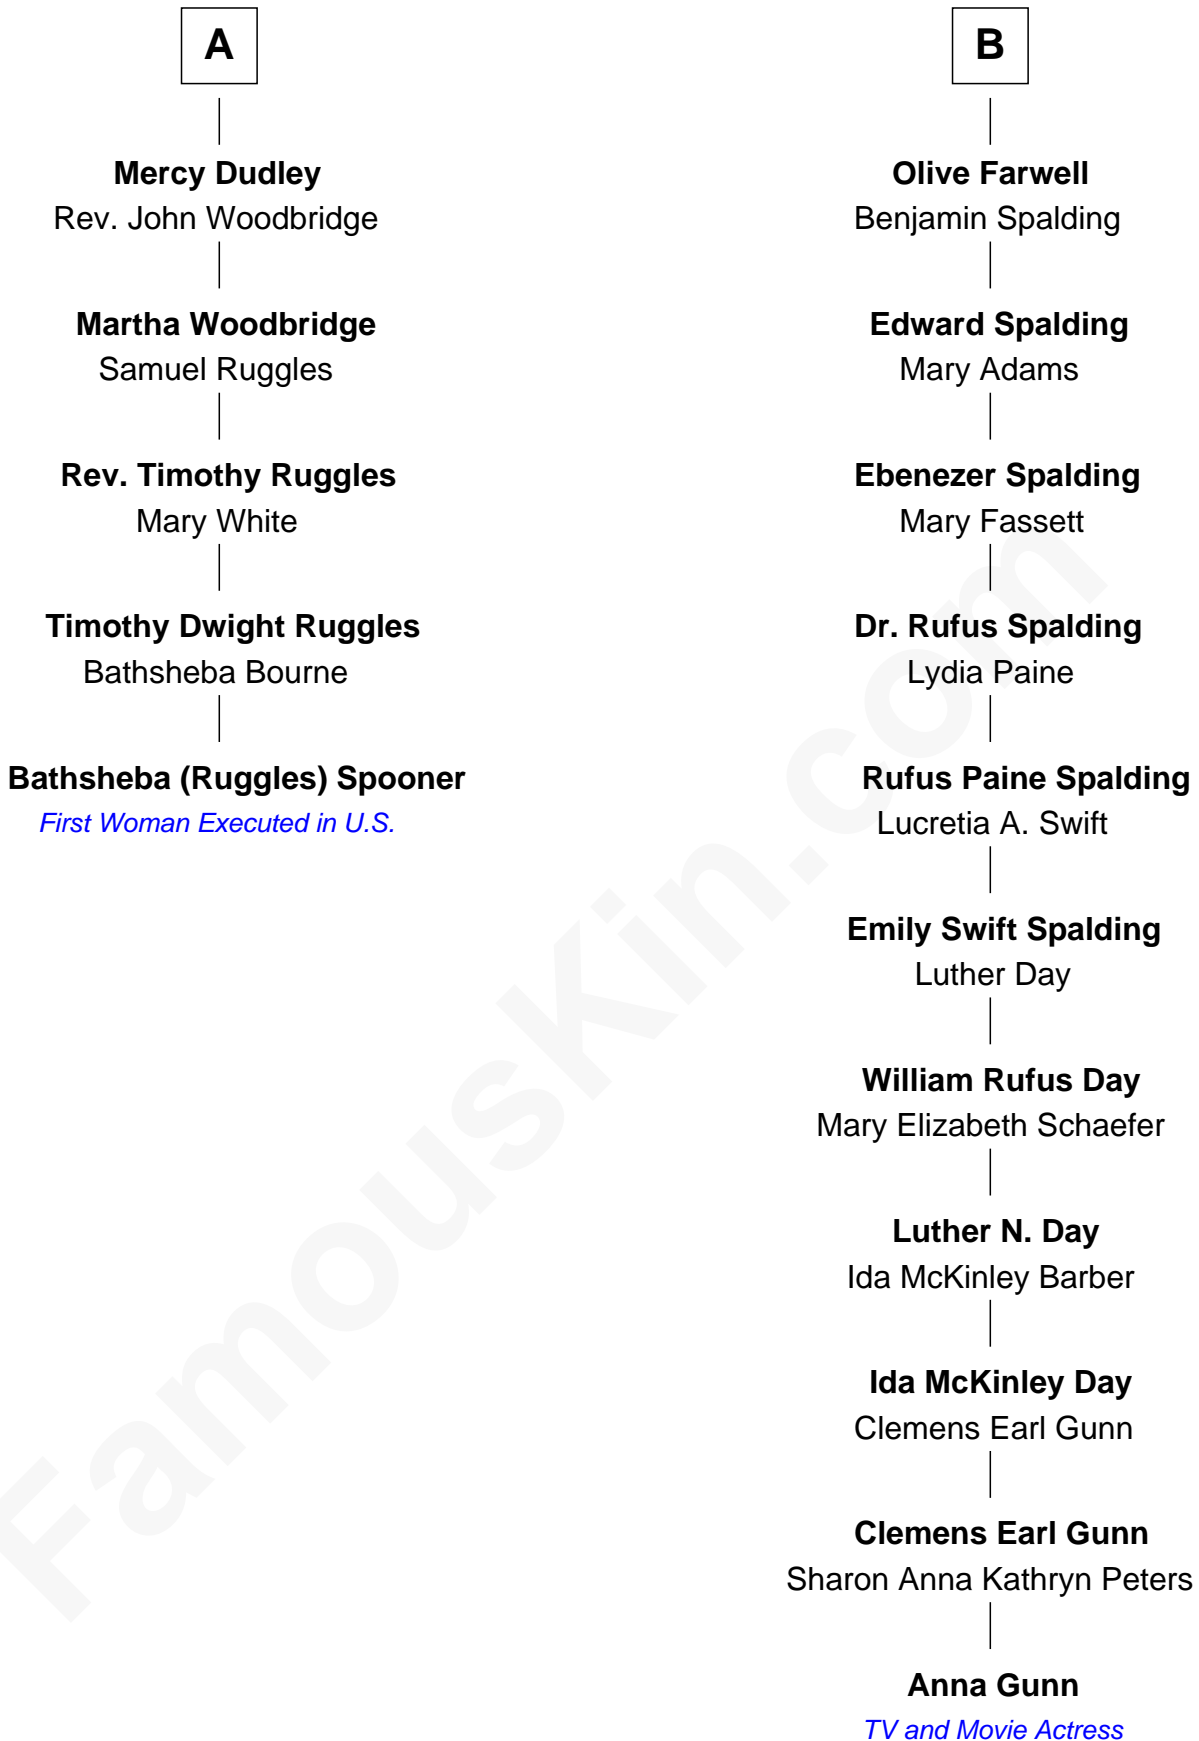 A
Mercy Dudley
Rev. John Woodbridge
Martha Woodbridge
Samuel Ruggles
Rev. Timothy Ruggles
Mary White
Timothy Dwight Ruggles
Bathsheba Bourne
Bathsheba (Ruggles) Spooner
First Woman Executed in U.S.
B
Olive Farwell
Benjamin Spalding
Edward Spalding
Mary Adams
Ebenezer Spalding
Mary Fassett
Dr. Rufus Spalding
Lydia Paine
Rufus Paine Spalding
Lucretia A. Swift
Emily Swift Spalding
Luther Day
William Rufus Day
Mary Elizabeth Schaefer
Luther N. Day
Ida McKinley Barber
Ida McKinley Day
Clemens Earl Gunn
Clemens Earl Gunn
Sharon Anna Kathryn Peters
Anna Gunn
TV and Movie Actress
FamousKin.com